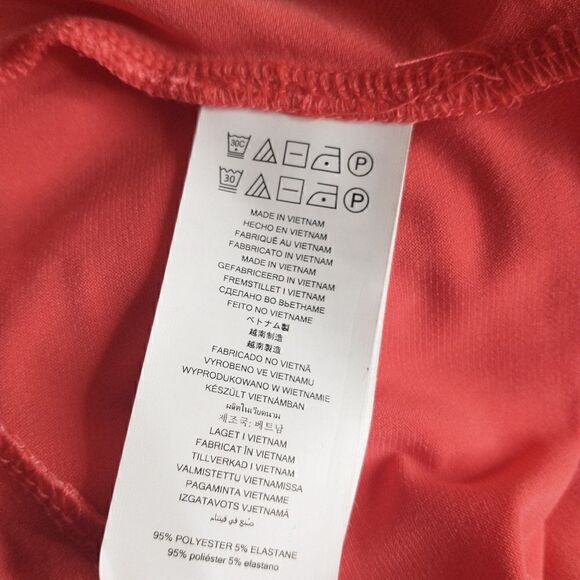 30C P
30 P
MADE IN VIETNAM
HECHO EN VIETNAM
FABRIQUÉ AU VIETNAM
FABBRICATO IN VIETNAM
MADE IN VIETNAM
GEFABRICEERD IN VIETNAM
FREMSTILLET I VIETNAM
СДЕЛАНО ВО ВЬЕТНАМЕ
FEITO NO VIETNAME
ベトナム製
越南制造
越南製造
FABRICADO NO VIETNÃ
VYROBENO VE VIETNAMU
WYPRODUKOWANO W WIETNAMIE
KÉSZÜLT VIETNÁMBAN
ผลิตในเวียดนาม
제조국: 베트남
LAGET I VIETNAM
FABRICAT ÎN VIETNAM
TILLVERKAD I VIETNAM
VALMISTETTU VIETNAMISSA
PAGAMINTA VIETNAME
IZGATAVOTS VJETNAMĀ
صنع في فيتنام
95% POLYESTER 5% ELASTANE
95% poliéster 5% elastano